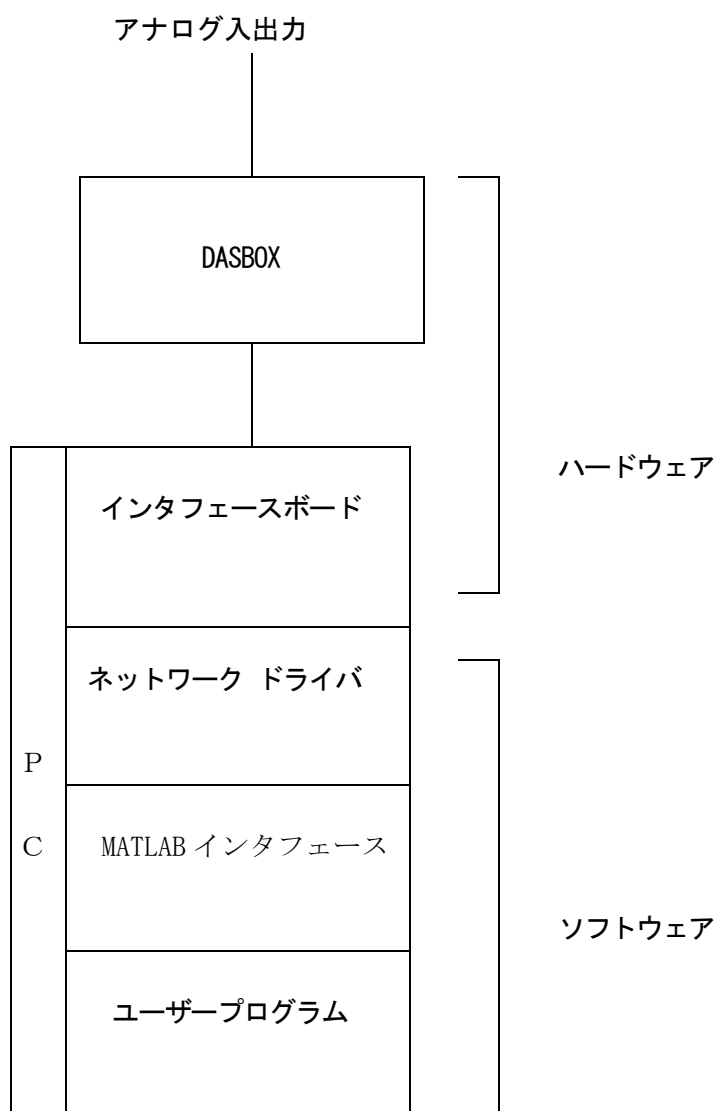 アナログ入出力
DASBOX
ハードウェア
インタフェースボード
ネットワーク ドライバ
P
C
MATLAB インタフェース
ソフトウェア
ユーザープログラム